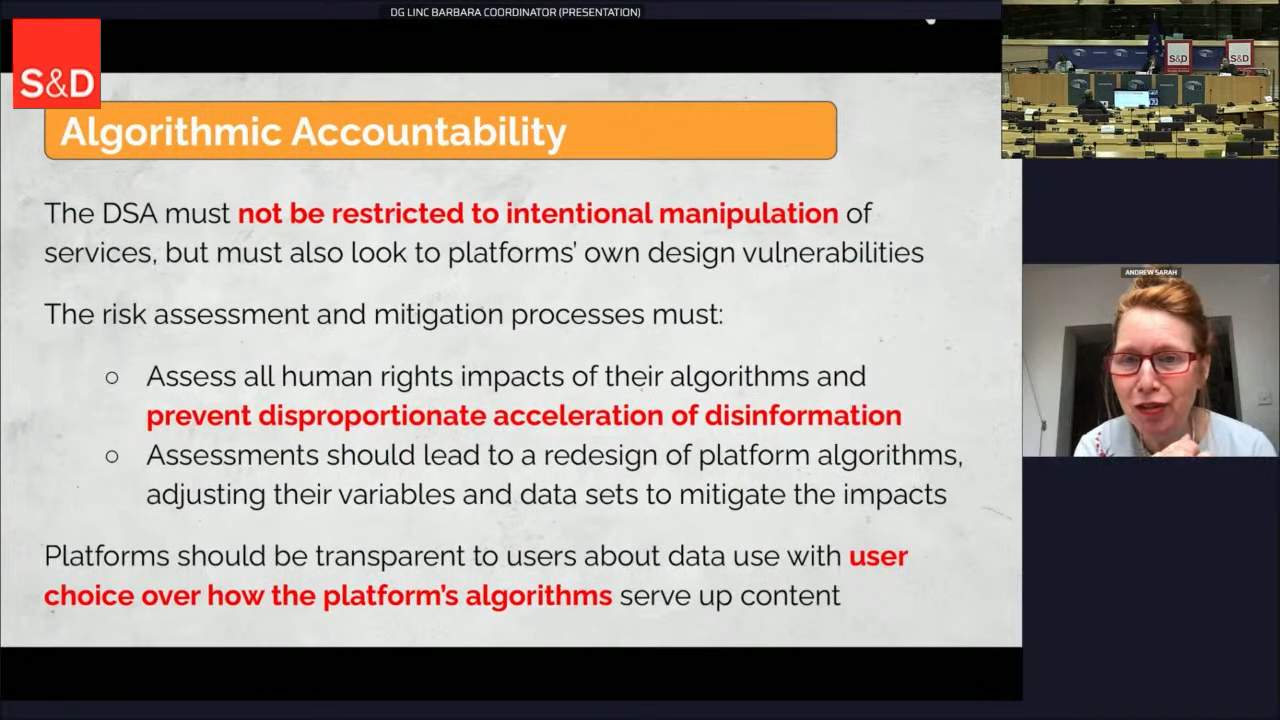 DG LINC BARBARA COORDINATOR (PRESENTATION)
S&D
Algorithmic Accountability
The DSA must not be restricted to intentional manipulation of
services, but must also look to platforms' own design vulnerabilities
The risk assessment and mitigation processes must:
○ Assess all human rights impacts of their algorithms and
prevent disproportionate acceleration of disinformation
○ Assessments should lead to a redesign of platform algorithms,
adjusting their variables and data sets to mitigate the impacts
Platforms should be transparent to users about data use with user
choice over how the platform's algorithms serve up content
S&D
S&D
ANDREW SARAH